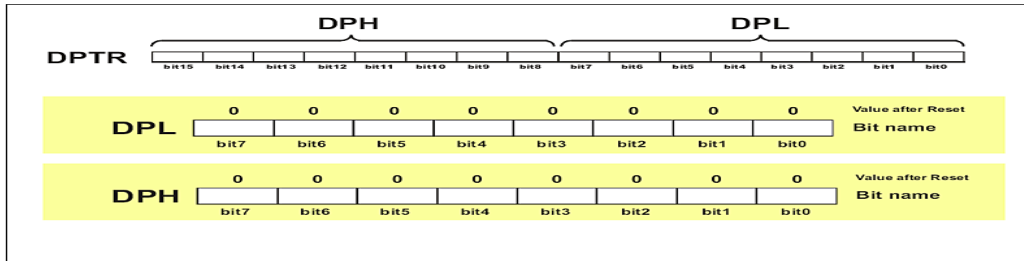 DPH DPL
DPTR
bit15 bit14 bit13 bit12 bit11 bit10 bit9 bit8 bit7 bit6 bit5 bit4 bit3 bit2 bit1 bit0
0 0 0 0 0 0 0 0 Value after Reset
DPL Bit name
bit7 bit6 bit5 bit4 bit3 bit2 bit1 bit0
0 0 0 0 0 0 0 0 Value after Reset
DPH Bit name
bit7 bit6 bit5 bit4 bit3 bit2 bit1 bit0